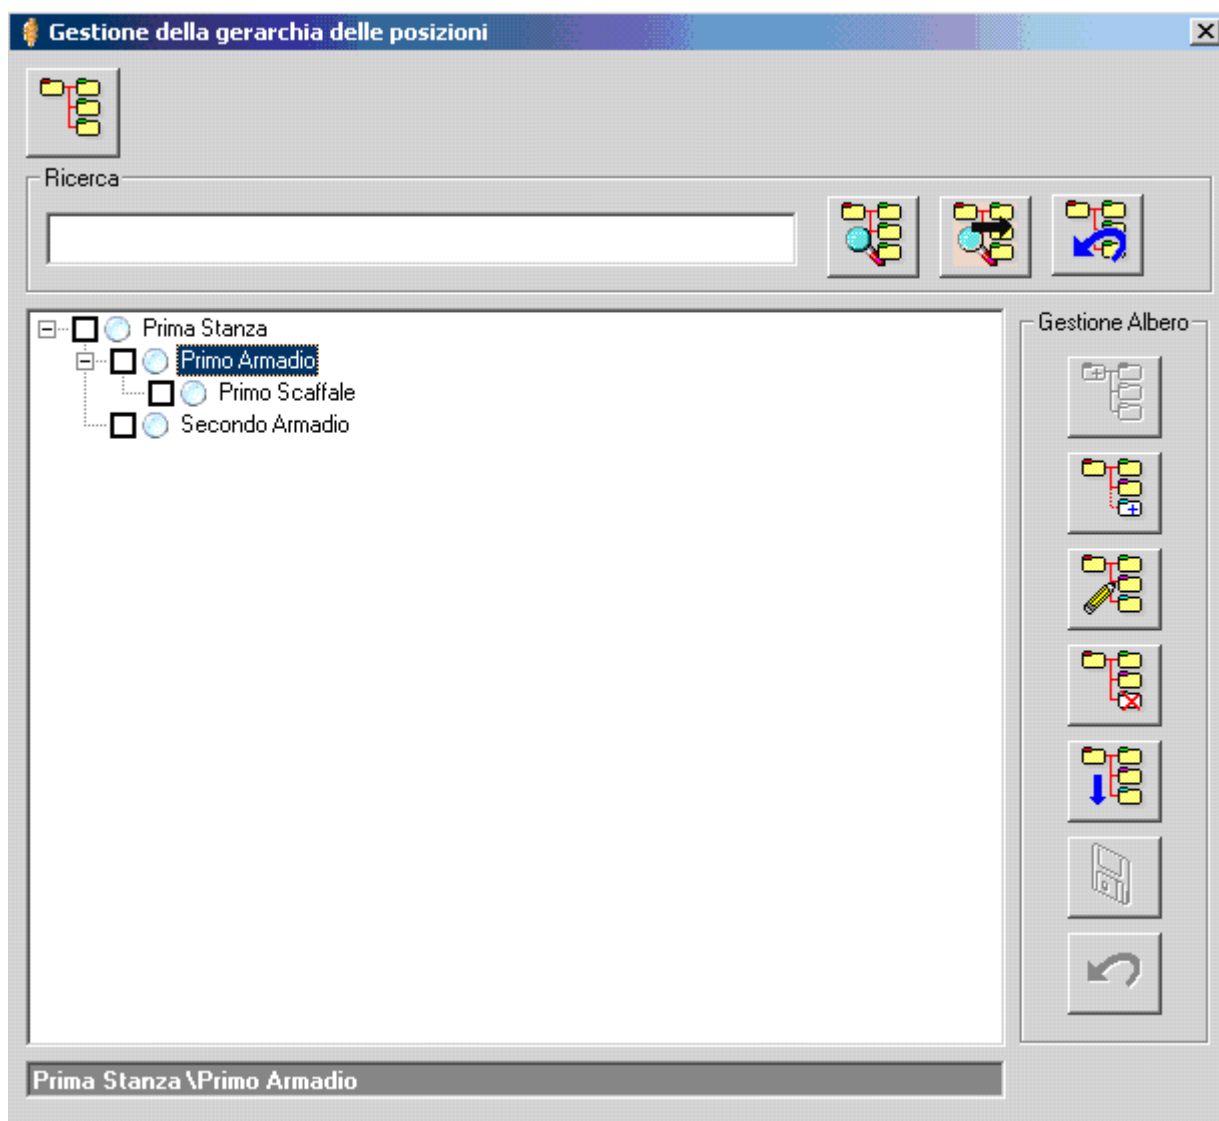 Gestione della gerarchia delle posizioni
Ricerca
Prima Stanza
Primo Armadio
Primo Scaffale
Secondo Armadio
Gestione Albero
Prima Stanza \Primo Armadio